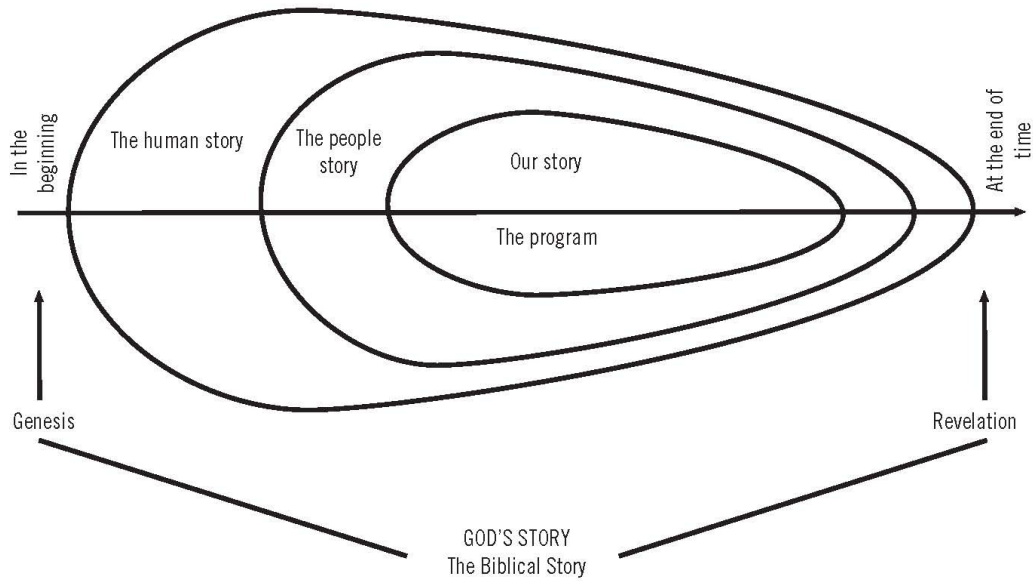 In the
beginning
The human story
The people
story
Our story
At the end of
time
The program
Genesis
Revelation
GOD'S STORY
The Biblical Story